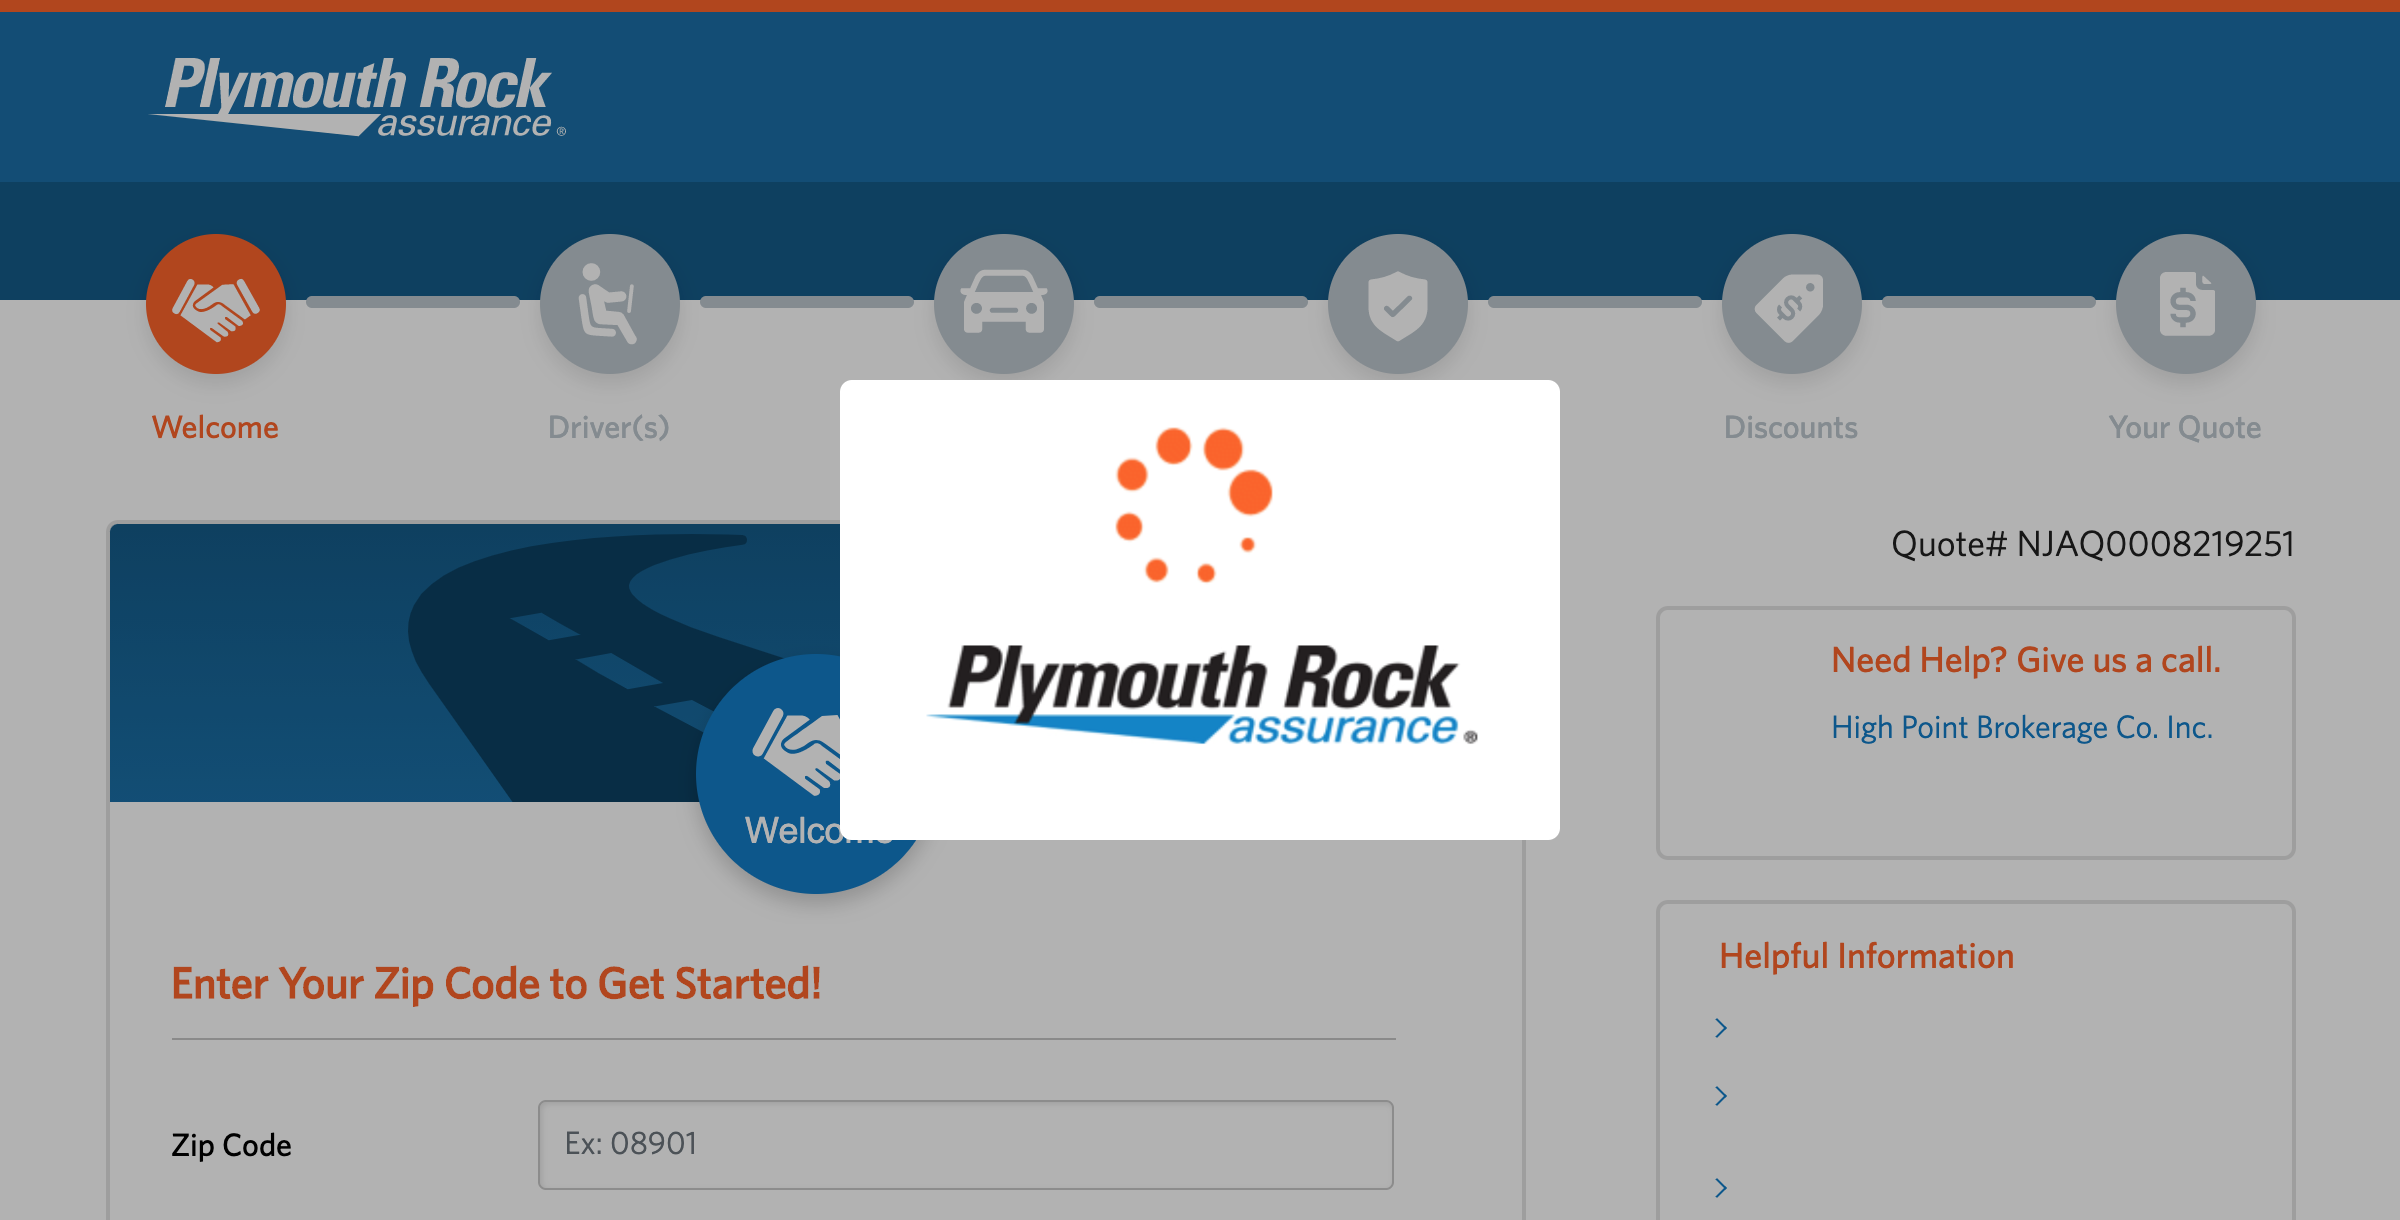 Plymouth Rock
assurance®
Welcome
Driver(s)
Discounts
Your Quote
Plymouth Rock
assurance®
Quote# NJAQ0008219251
Need Help? Give us a call.
High Point Brokerage Co. Inc.
Welcome
Enter Your Zip Code to Get Started!
Helpful Information
Zip Code
Ex: 08901